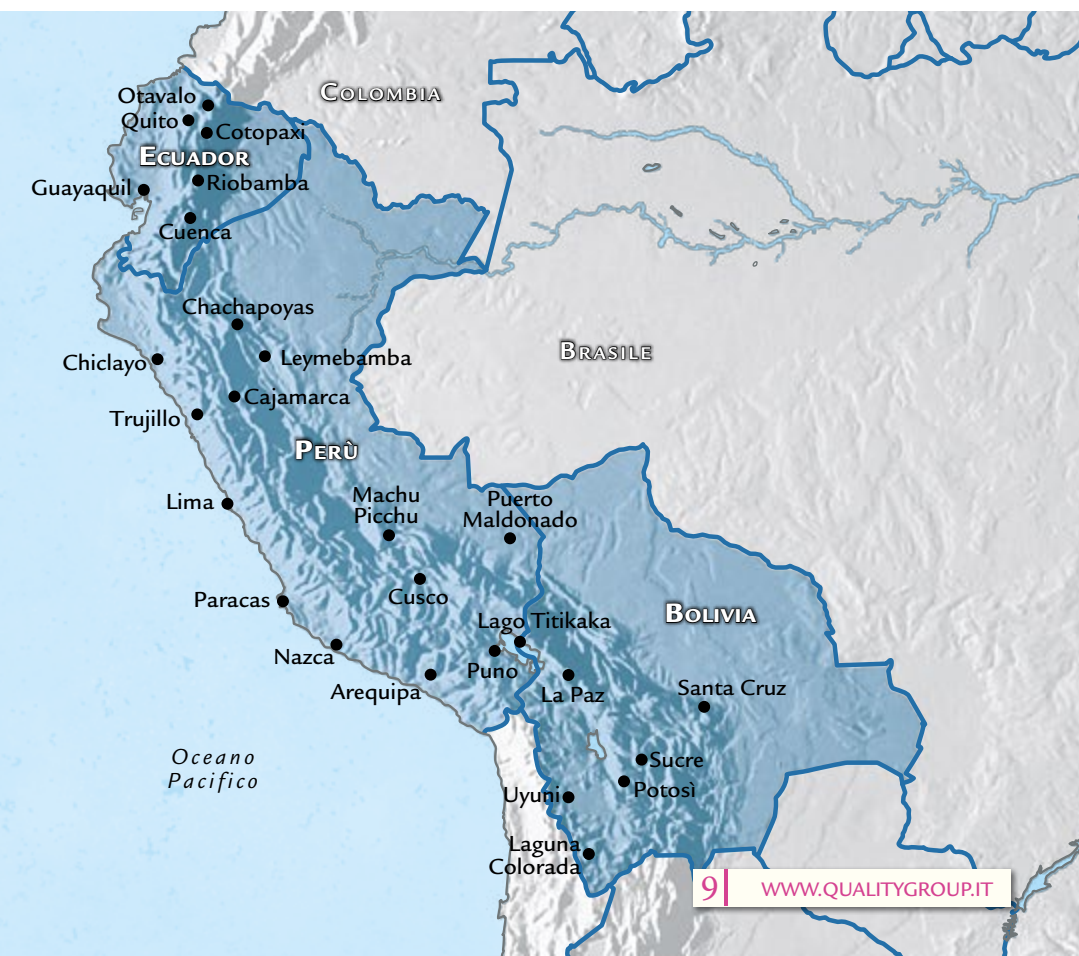 COLOMBIA
Otavalo
Quito
Cotopaxi
ECUADOR
Guayaquil
Riobamba
Cuenca
Chachapoyas
Chiclayo
Leymebamba
BRASILE
Cajamarca
Trujillo
PERÙ
Lima
Machu
Picchu
Puerto
Maldonado
Cusco
Paracas
Lago Titikaka
BOLIVIA
Nazca
Puno
Arequipa
La Paz
Santa Cruz
Oceano
Pacifico
Sucre
Potosì
Uyuni
Laguna
Colorada
9 WWW.QUALITYGROUP.IT